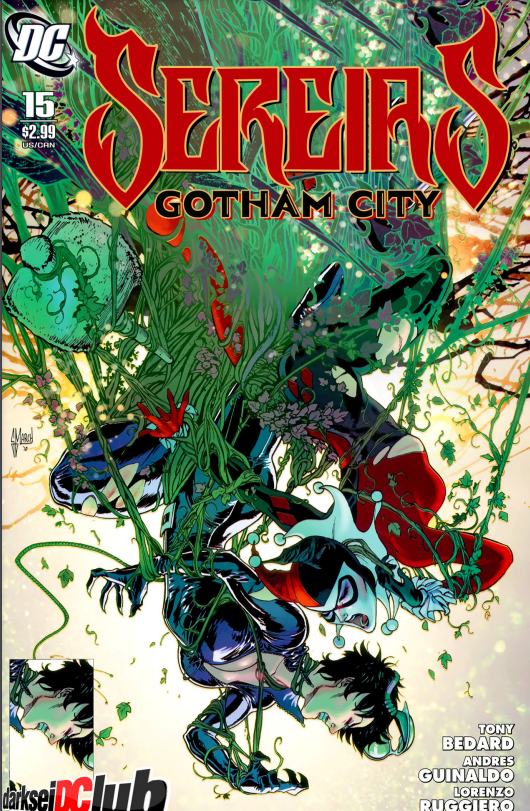 DC
15
$2.99
US/CAN
SEREIAS
GOTHAM CITY
TONY
BEDARD
ANDRES
GUINALDO
LORENZO
RUGGIERO
darkseiDClub